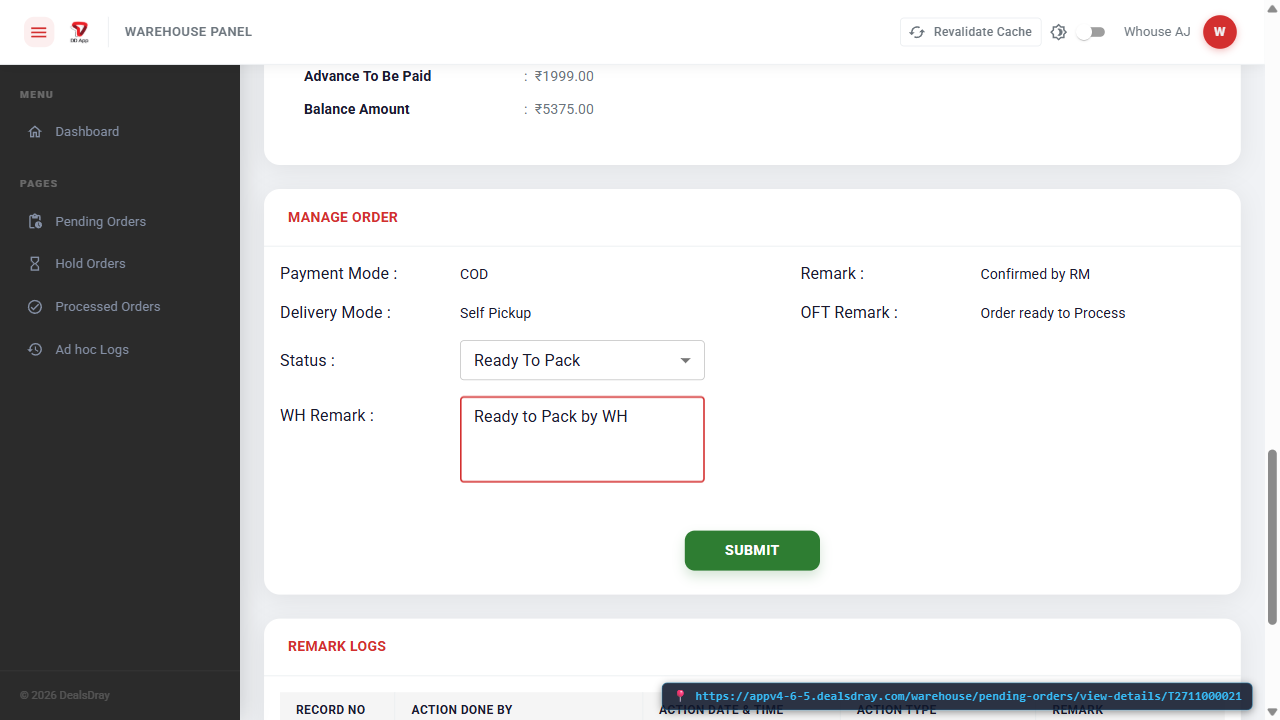 DD App
WAREHOUSE PANEL
Revalidate Cache
Whouse AJ
W
MENU
Dashboard
PAGES
Pending Orders
Hold Orders
Processed Orders
Ad hoc Logs
© 2026 DealsDray
Advance To Be Paid : ₹1999.00
Balance Amount : ₹5375.00
MANAGE ORDER
Payment Mode : COD Remark : Confirmed by RM
Delivery Mode : Self Pickup OFT Remark : Order ready to Process
Status : Ready To Pack
WH Remark : Ready to Pack by WH
SUBMIT
REMARK LOGS
https://appv4-6-5.dealsdray.com/warehouse/pending-orders/view-details/T2711000021
RECORD NO ACTION DONE BY ACTION DATE & TIME ACTION TYPE REMARK